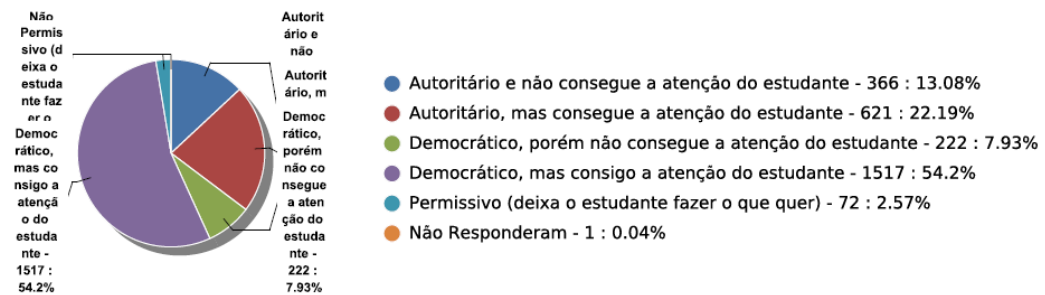 Não
Permis
sivo (d
eixa o
estuda
nte faz
er o
Democ
rático,
mas co
nsigo a
atençã
o do
estuda
nte -
1517 :
54.2%
Autorit
ário e
não
Autorit
ário, m
Democ
rático,
porém
não co
nsegue
a aten
ção do
estuda
nte -
222 :
7.93%
Autoritário e não consegue a atenção do estudante - 366 : 13.08%
Autoritário, mas consegue a atenção do estudante - 621 : 22.19%
Democrático, porém não consegue a atenção do estudante - 222 : 7.93%
Democrático, mas consigo a atenção do estudante - 1517 : 54.2%
Permissivo (deixa o estudante fazer o que quer) - 72 : 2.57%
Não Responderam - 1 : 0.04%